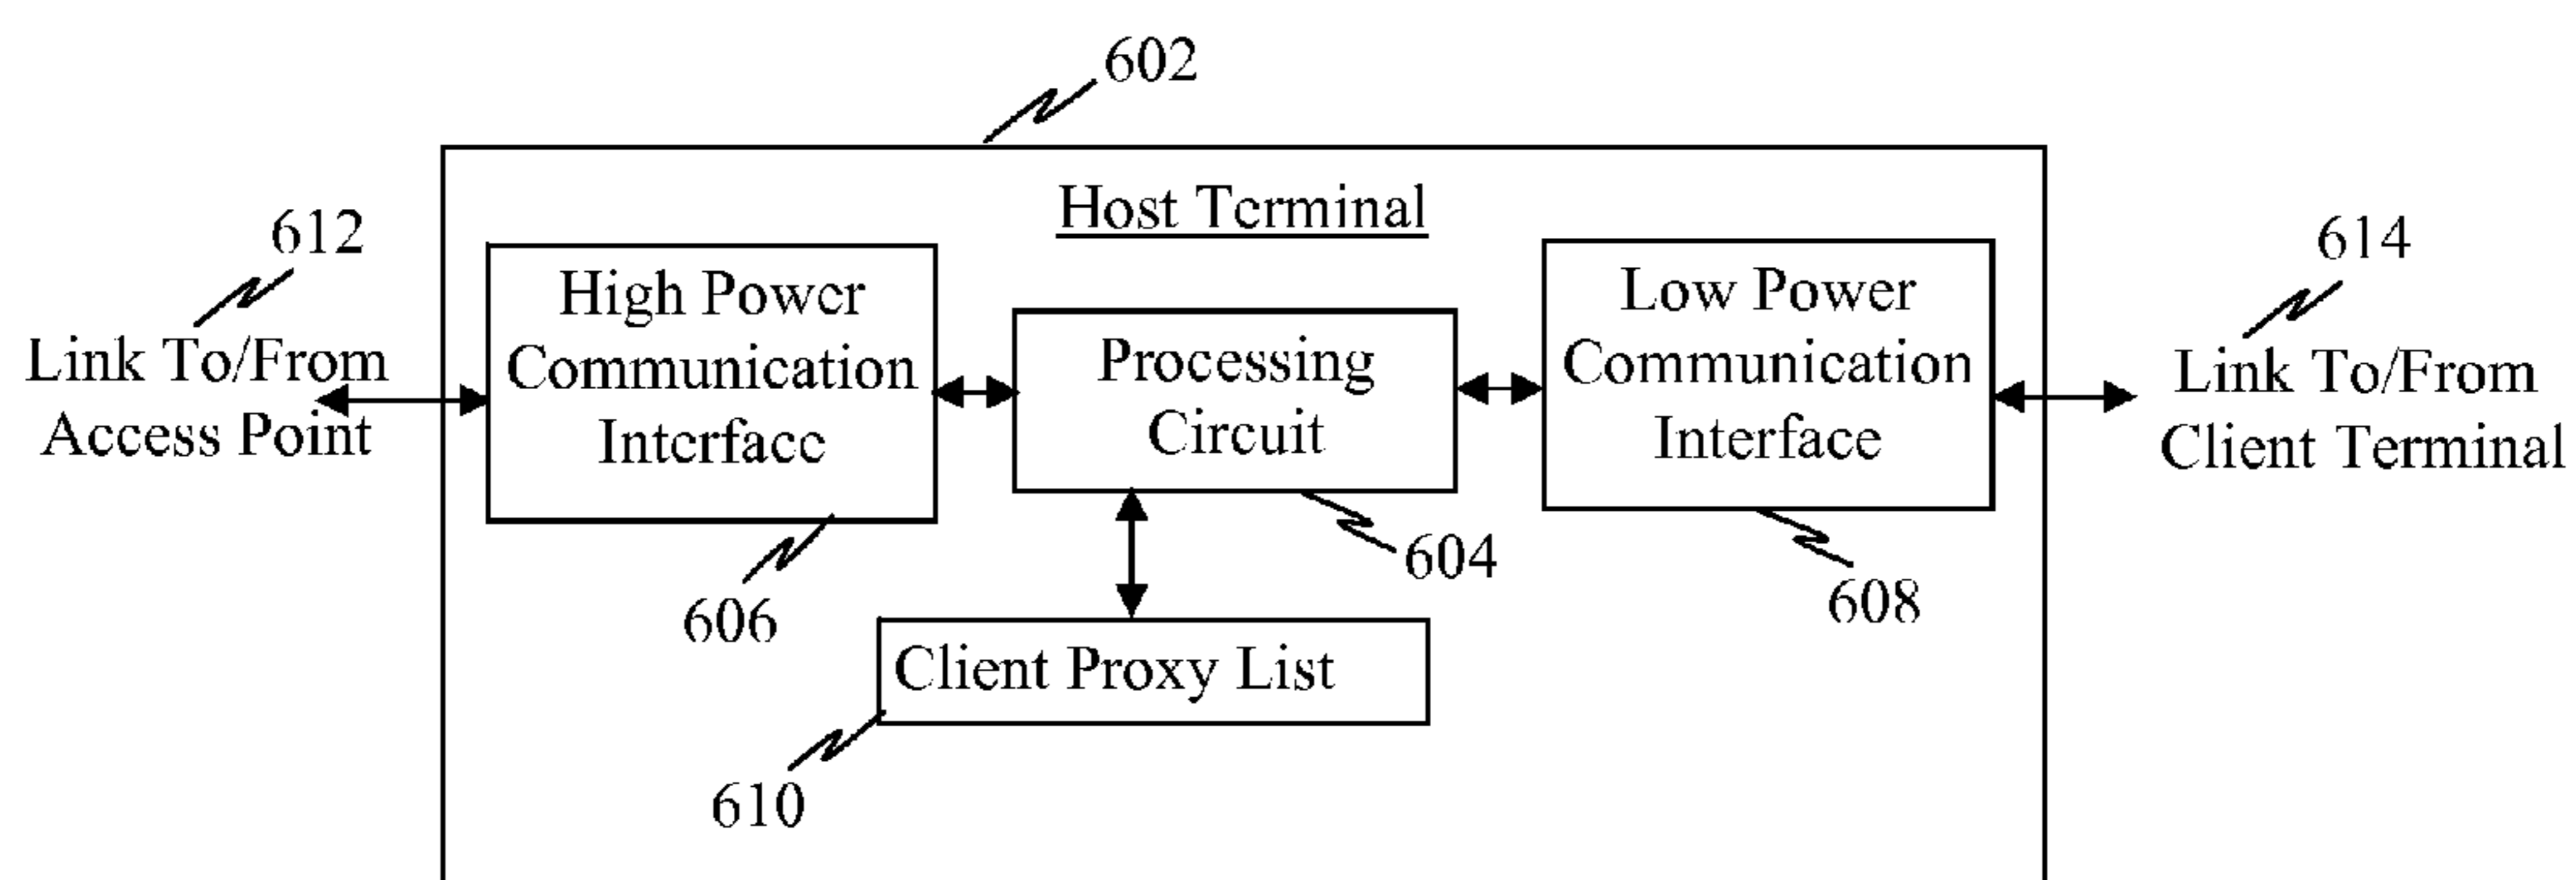 602
Host Terminal
612
Link To/From
Access Point
High Power
Communication
Interface
606
Processing
Circuit
604
Low Power
Communication
Interface
608
614
Link To/From
Client Terminal
Client Proxy List
610